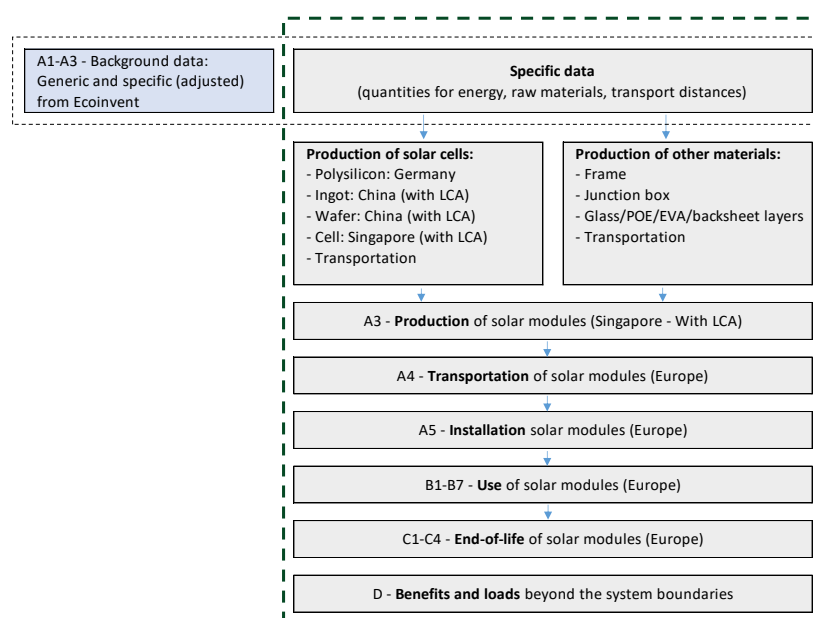 A1-A3 - Background data:
Generic and specific (adjusted)
from Ecoinvent
Specific data
(quantities for energy, raw materials, transport distances)
Production of solar cells:
- Polysilicon: Germany
- Ingot: China (with LCA)
- Wafer: China (with LCA)
- Cell: Singapore (with LCA)
- Transportation
Production of other materials:
- Frame
- Junction box
- Glass/POE/EVA/backsheet layers
- Transportation
A3 - Production of solar modules (Singapore - With LCA)
A4 - Transportation of solar modules (Europe)
A5 - Installation solar modules (Europe)
B1-B7 - Use of solar modules (Europe)
C1-C4 - End-of-life of solar modules (Europe)
D - Benefits and loads beyond the system boundaries